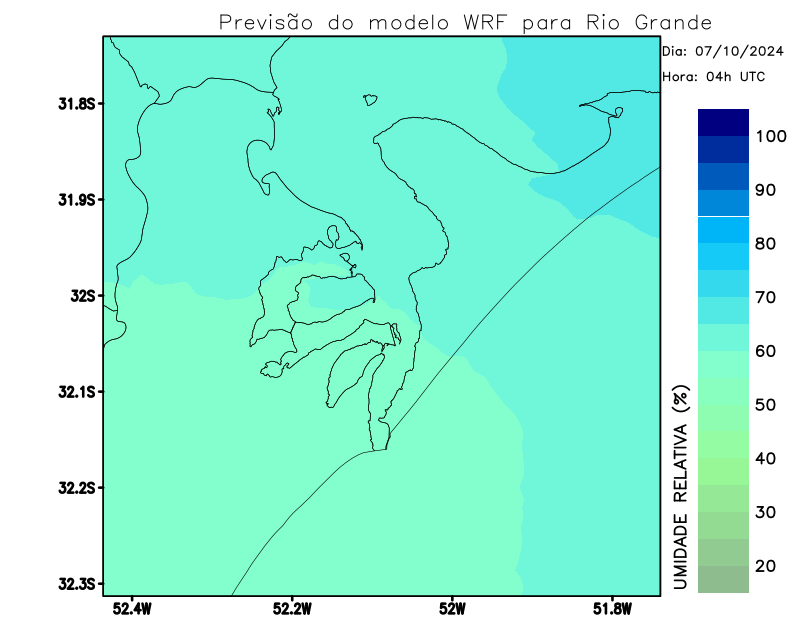 Previsão do modelo WRF para Rio Grande
Dia: 07/10/2024
Hora: 04h UTC
31.8S
31.9S
32S
32.1S
32.2S
32.3S
52.4W
52.2W
52W
51.8W
UMIDADE RELATIVA (%)
100
90
80
70
60
50
40
30
20